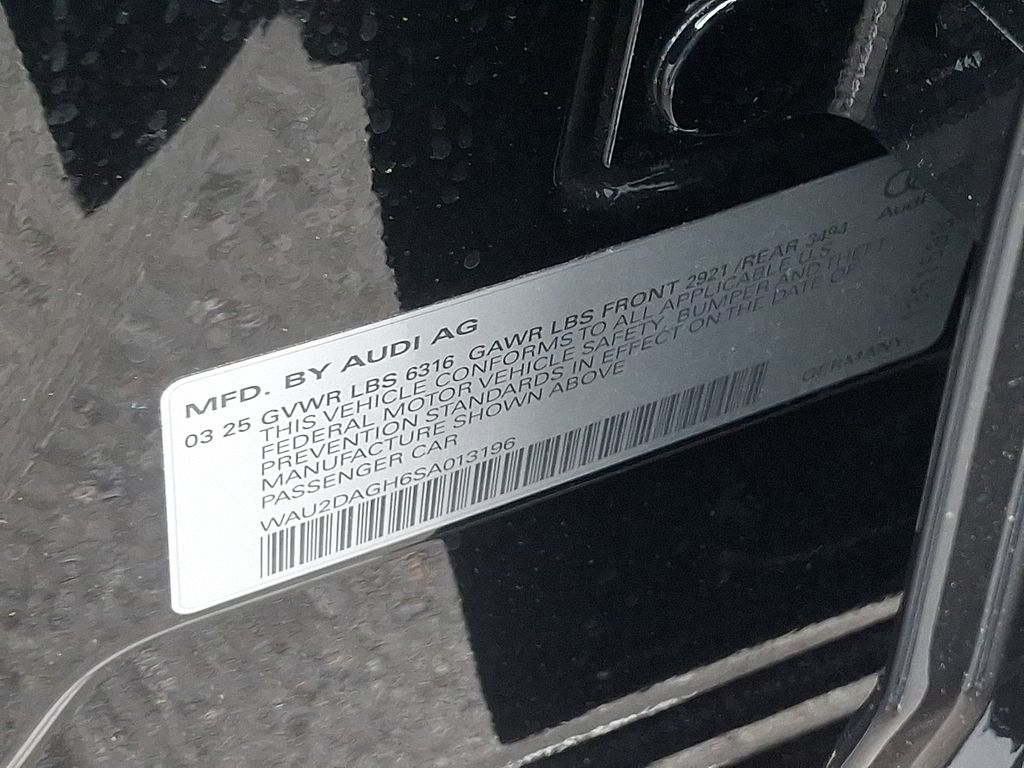 MFD. BY AUDI AG
03 25 GVWR LBS 6316 GAWR LBS FRONT 2921 /REAR 3494
THIS VEHICLE CONFORMS TO ALL APPLICABLE U.S.
FEDERAL MOTOR VEHICLE SAFETY, BUMPER AND THEFT
PREVENTION STANDARDS IN EFFECT ON THE DATE OF
MANUFACTURE SHOWN ABOVE
PASSENGER CAR
WAU2DAGH6SA013196
GERMANY
Audi